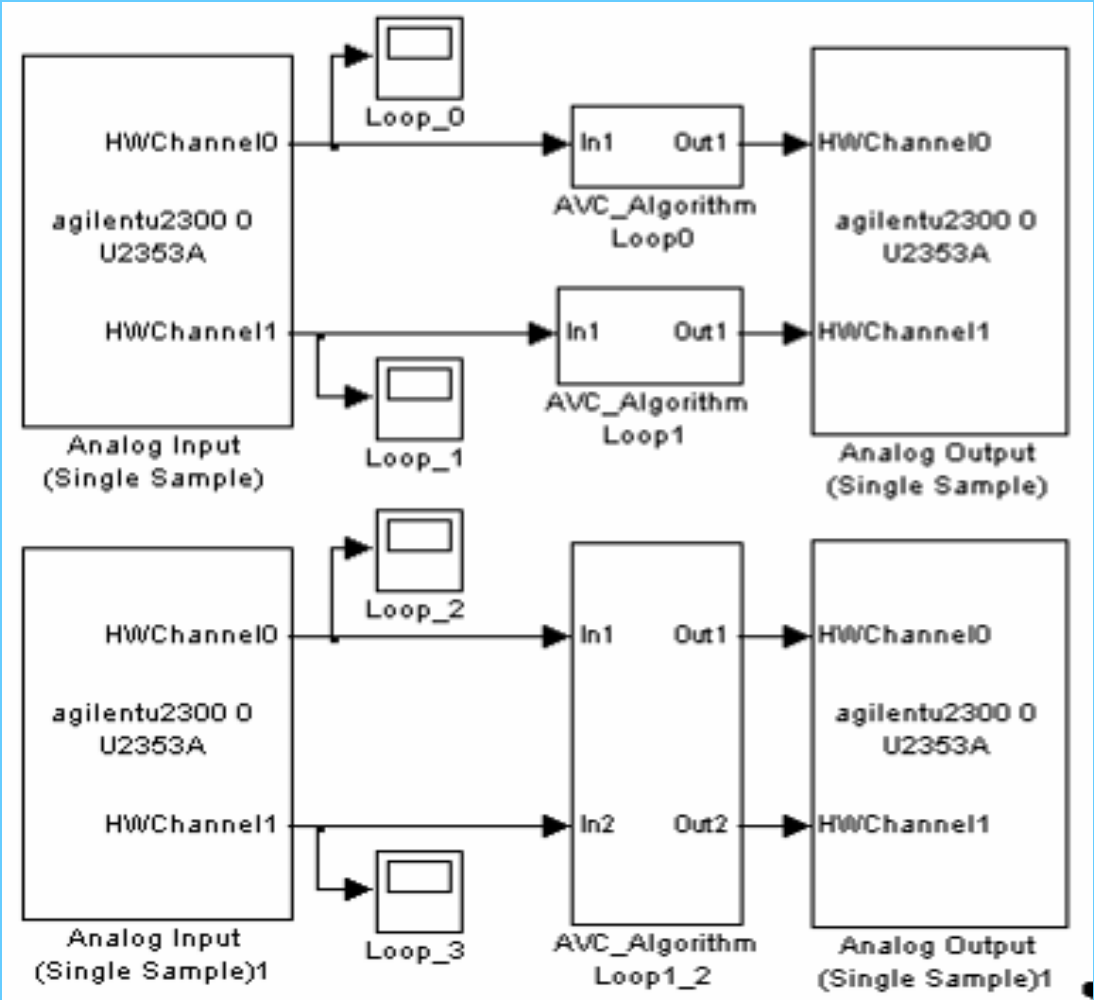 Loop_0
HWChannel0
In1 Out1
HWChannel0
agilentu2300 0
U2353A
AVC_Algorithm
Loop0
agilentu2300 0
U2353A
HWChannel1
In1 Out1
HWChannel1
Analog Input
(Single Sample)
Loop_1
AVC_Algorithm
Loop1
Analog Output
(Single Sample)
Loop_2
HWChannel0
In1 Out1
HWChannel0
agilentu2300 0
U2353A
agilentu2300 0
U2353A
HWChannel1
In2 Out2
HWChannel1
Analog Input
(Single Sample)1
Loop_3
AVC_Algorithm
Loop1_2
Analog Output
(Single Sample)1